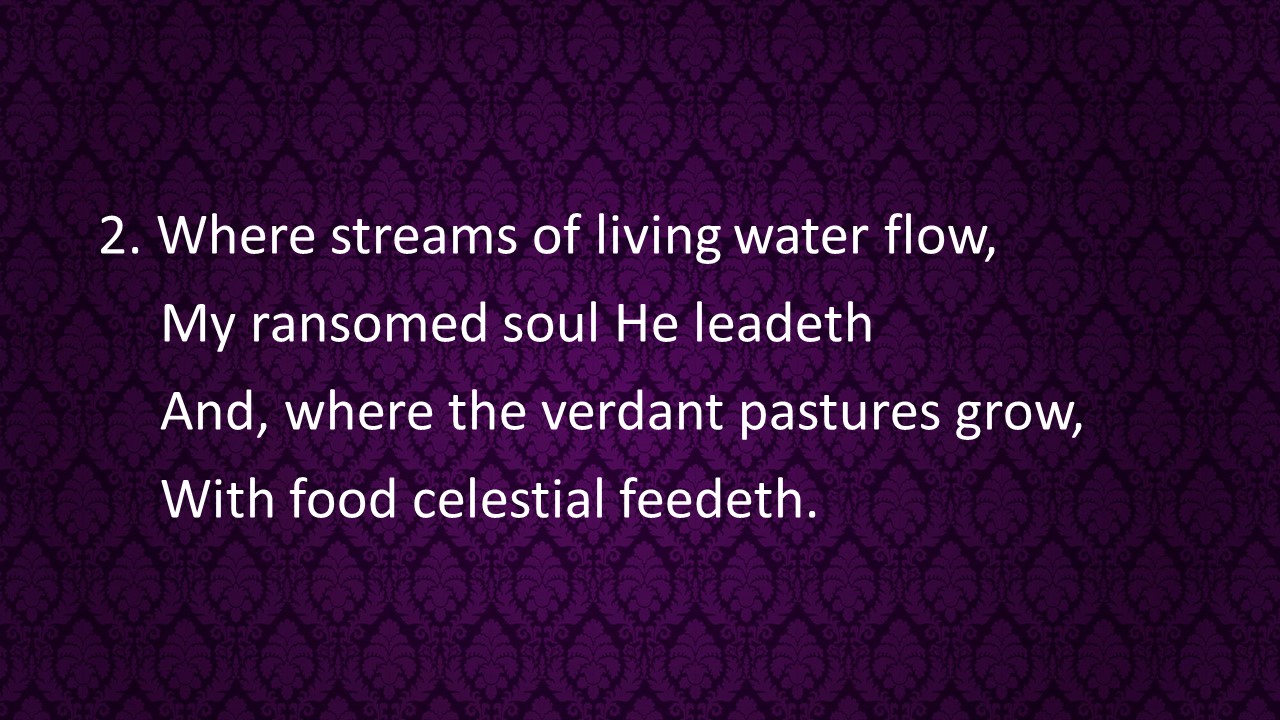 2. Where streams of living water flow,
My ransomed soul He leadeth
And, where the verdant pastures grow,
With food celestial feedeth.